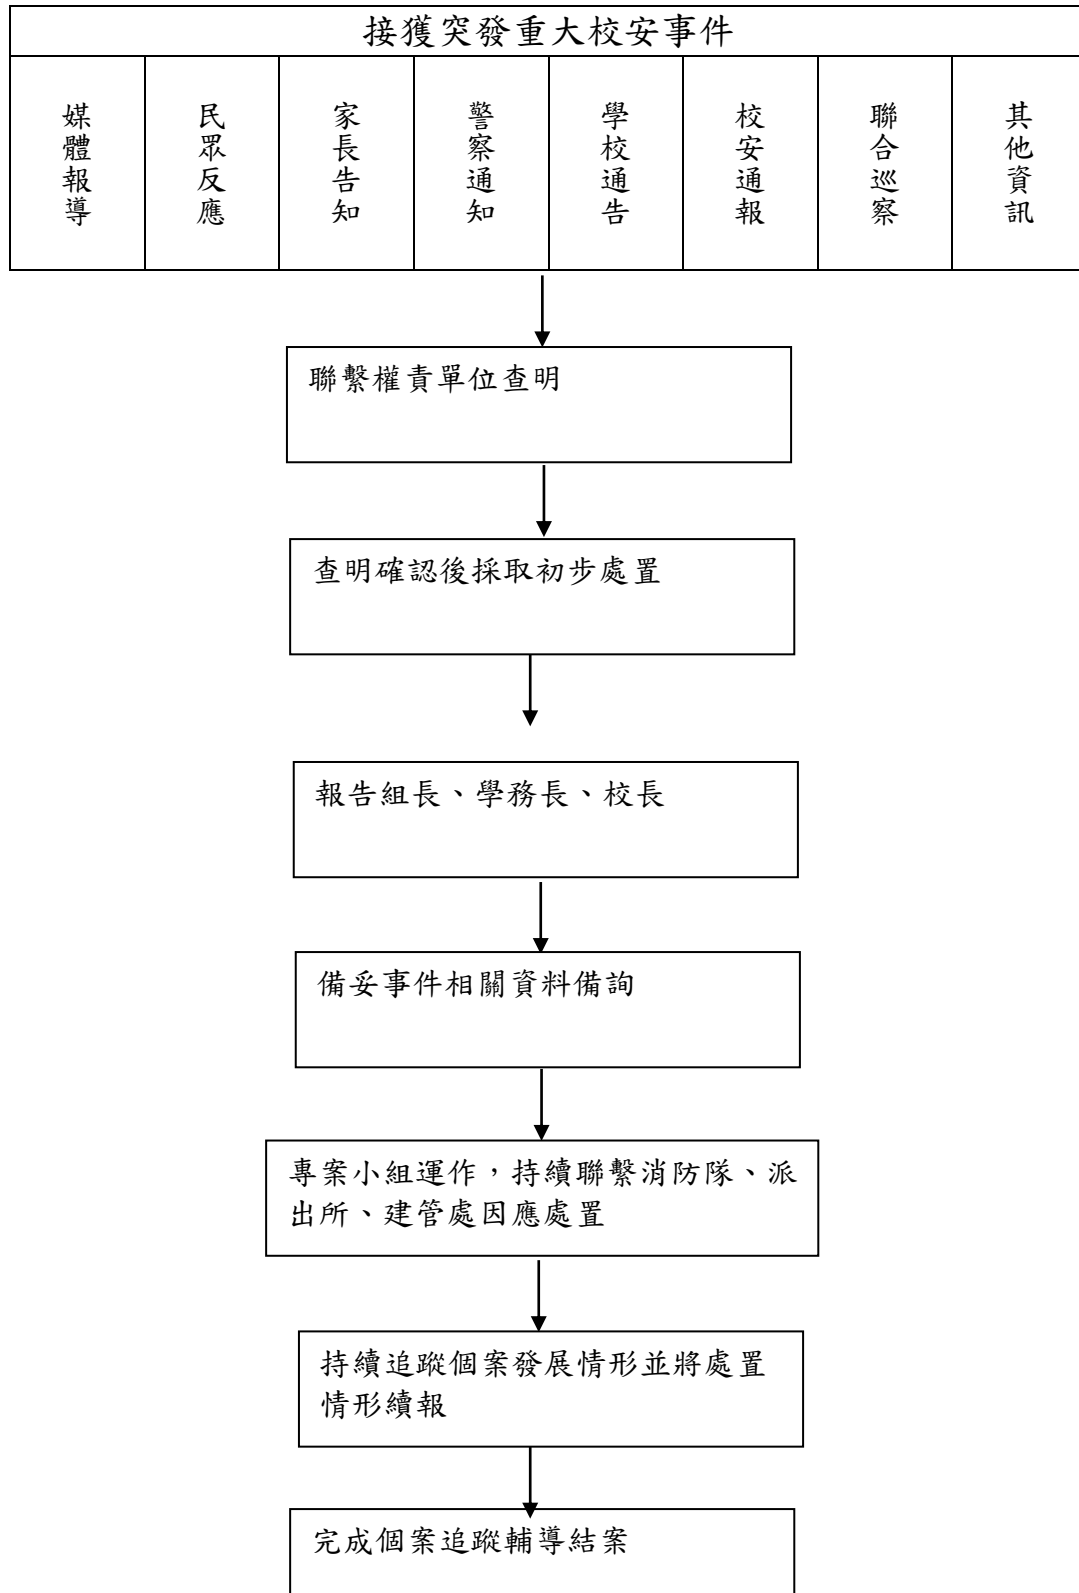 接獲突發重大校安事件
媒體報導
民眾反應
家長告知
警察通知
學校通告
校安通報
聯合巡察
其他資訊
聯繫權責單位查明
查明確認後採取初步處置
報告組長、學務長、校長
備妥事件相關資料備詢
專案小組運作，持續聯繫消防隊、派
出所、建管處因應處置
持續追蹤個案發展情形並將處置
情形續報
完成個案追蹤輔導結案